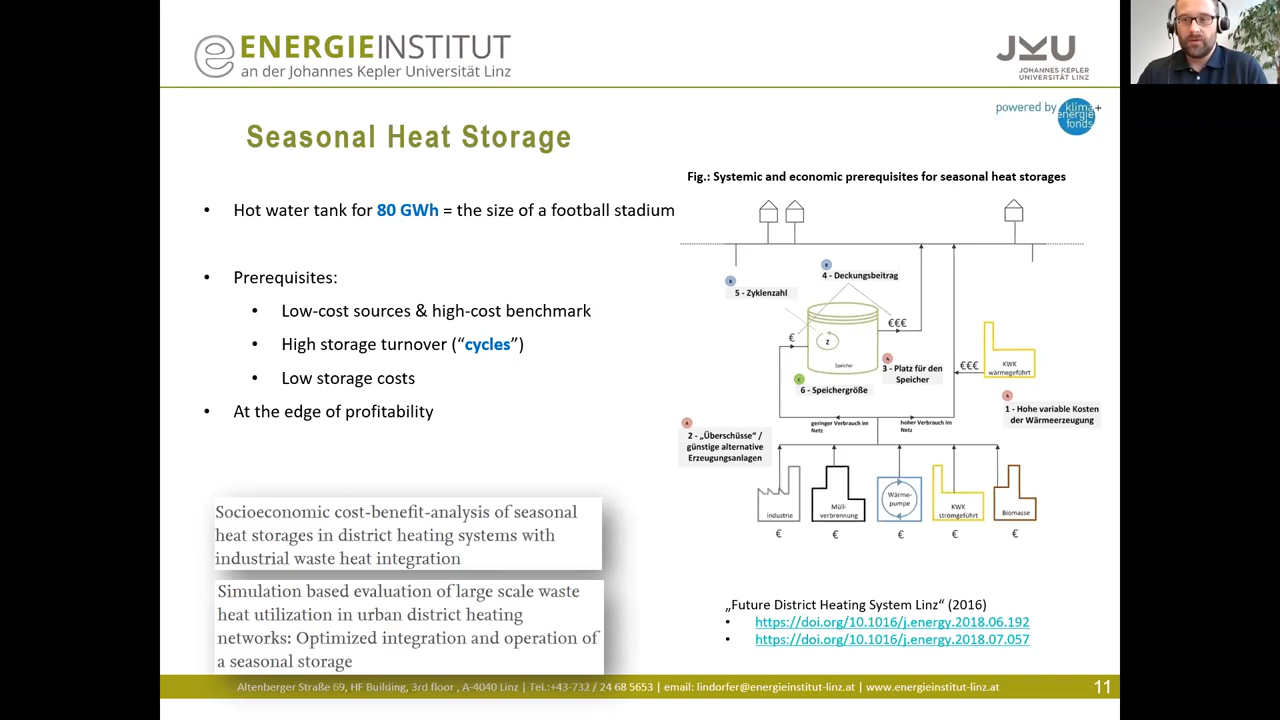 ENERGIEINSTITUT
an der Johannes Kepler Universität Linz
JKU
JOHANNES KEPLER
UNIVERSITÄT LINZ
powered by klima+
energie
fonds
Seasonal Heat Storage
• Hot water tank for 80 GWh = the size of a football stadium
• Prerequisites:
• Low-cost sources & high-cost benchmark
• High storage turnover (“cycles”)
• Low storage costs
• At the edge of profitability
Socioeconomic cost-benefit-analysis of seasonal
heat storages in district heating systems with
industrial waste heat integration
Simulation based evaluation of large scale waste
heat utilization in urban district heating
networks: Optimized integration and operation of
a seasonal storage
Fig.: Systemic and economic prerequisites for seasonal heat storages
B
4 - Deckungsbeitrag
B
5 - Zyklenzahl
€€€
€
2
Speicher
A
3 - Platz für den
Speicher
C
6 - Speichergröße
€€€
KWK
wärmegeführt
A
1 - Hohe variable Kosten
der Wärmeerzeugung
geringer Verbrauch im
Netz
hoher Verbrauch im
Netz
A
2 - „Überschüsse“ /
günstige alternative
Erzeugungsanlagen
Industrie
Müll-
verbrennung
Wärme-
pumpe
KWK
stromgeführt
Biomasse
€ € € € €
„Future District Heating System Linz“ (2016)
• https://doi.org/10.1016/j.energy.2018.06.192
• https://doi.org/10.1016/j.energy.2018.07.057
Altenberger Straße 69, HF Building, 3rd floor , A-4040 Linz | Tel.:+43-732 / 24 68 5653 | email: lindorfer@energieinstitut-linz.at | www.energieinstitut-linz.at
11